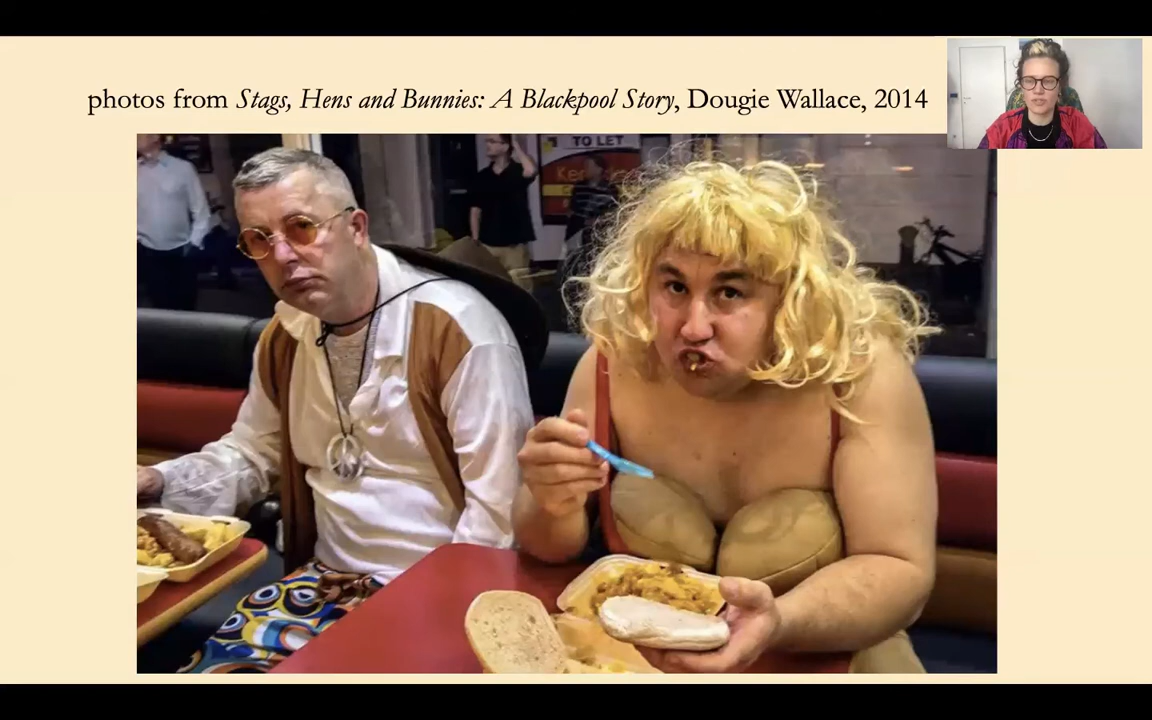 photos from Stags, Hens and Bunnies: A Blackpool Story, Dougie Wallace, 2014
TO LET